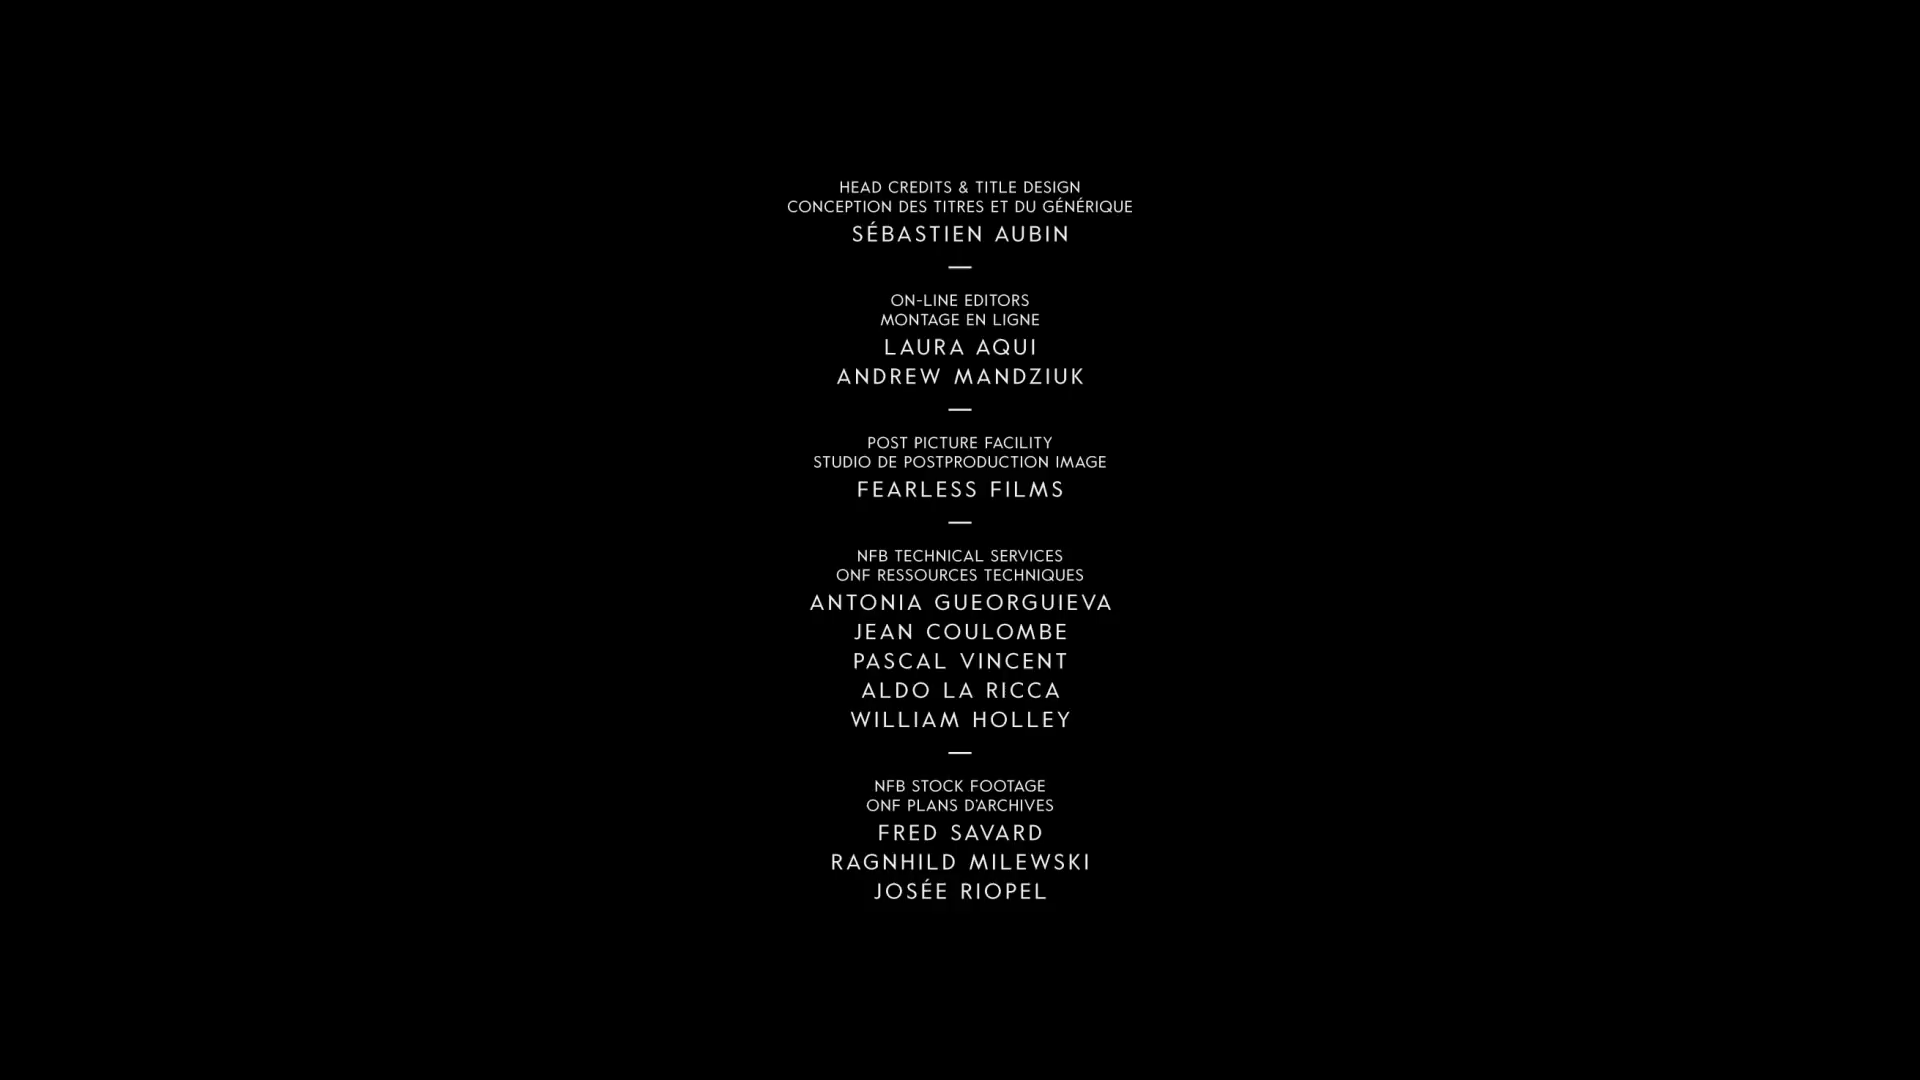 HEAD CREDITS & TITLE DESIGN
CONCEPTION DES TITRES ET DU GÉNÉRIQUE
SÉBASTIEN AUBIN
—
ON-LINE EDITORS
MONTAGE EN LIGNE
LAURA AQUI
ANDREW MANDZIUK
—
POST PICTURE FACILITY
STUDIO DE POSTPRODUCTION IMAGE
FEARLESS FILMS
—
NFB TECHNICAL SERVICES
ONF RESSOURCES TECHNIQUES
ANTONIA GUEORGUIEVA
JEAN COULOMBE
PASCAL VINCENT
ALDO LA RICCA
WILLIAM HOLLEY
—
NFB STOCK FOOTAGE
ONF PLANS D'ARCHIVES
FRED SAVARD
RAGNHILD MILEWSKI
JOSÉE RIOPEL